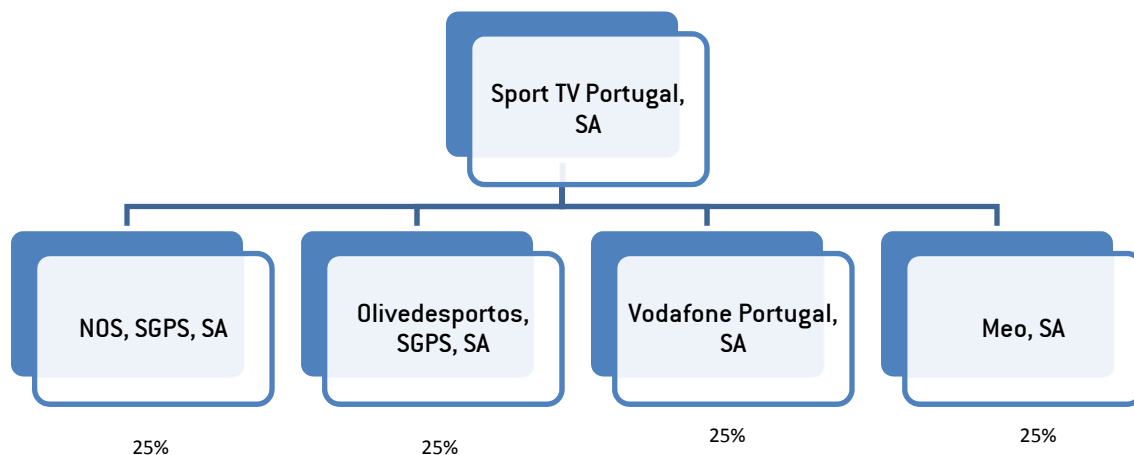 Sport TV Portugal,
SA
NOS, SGPS, SA
Olivedesportos,
SGPS, SA
Vodafone Portugal,
SA
Meo, SA
25%
25%
25%
25%